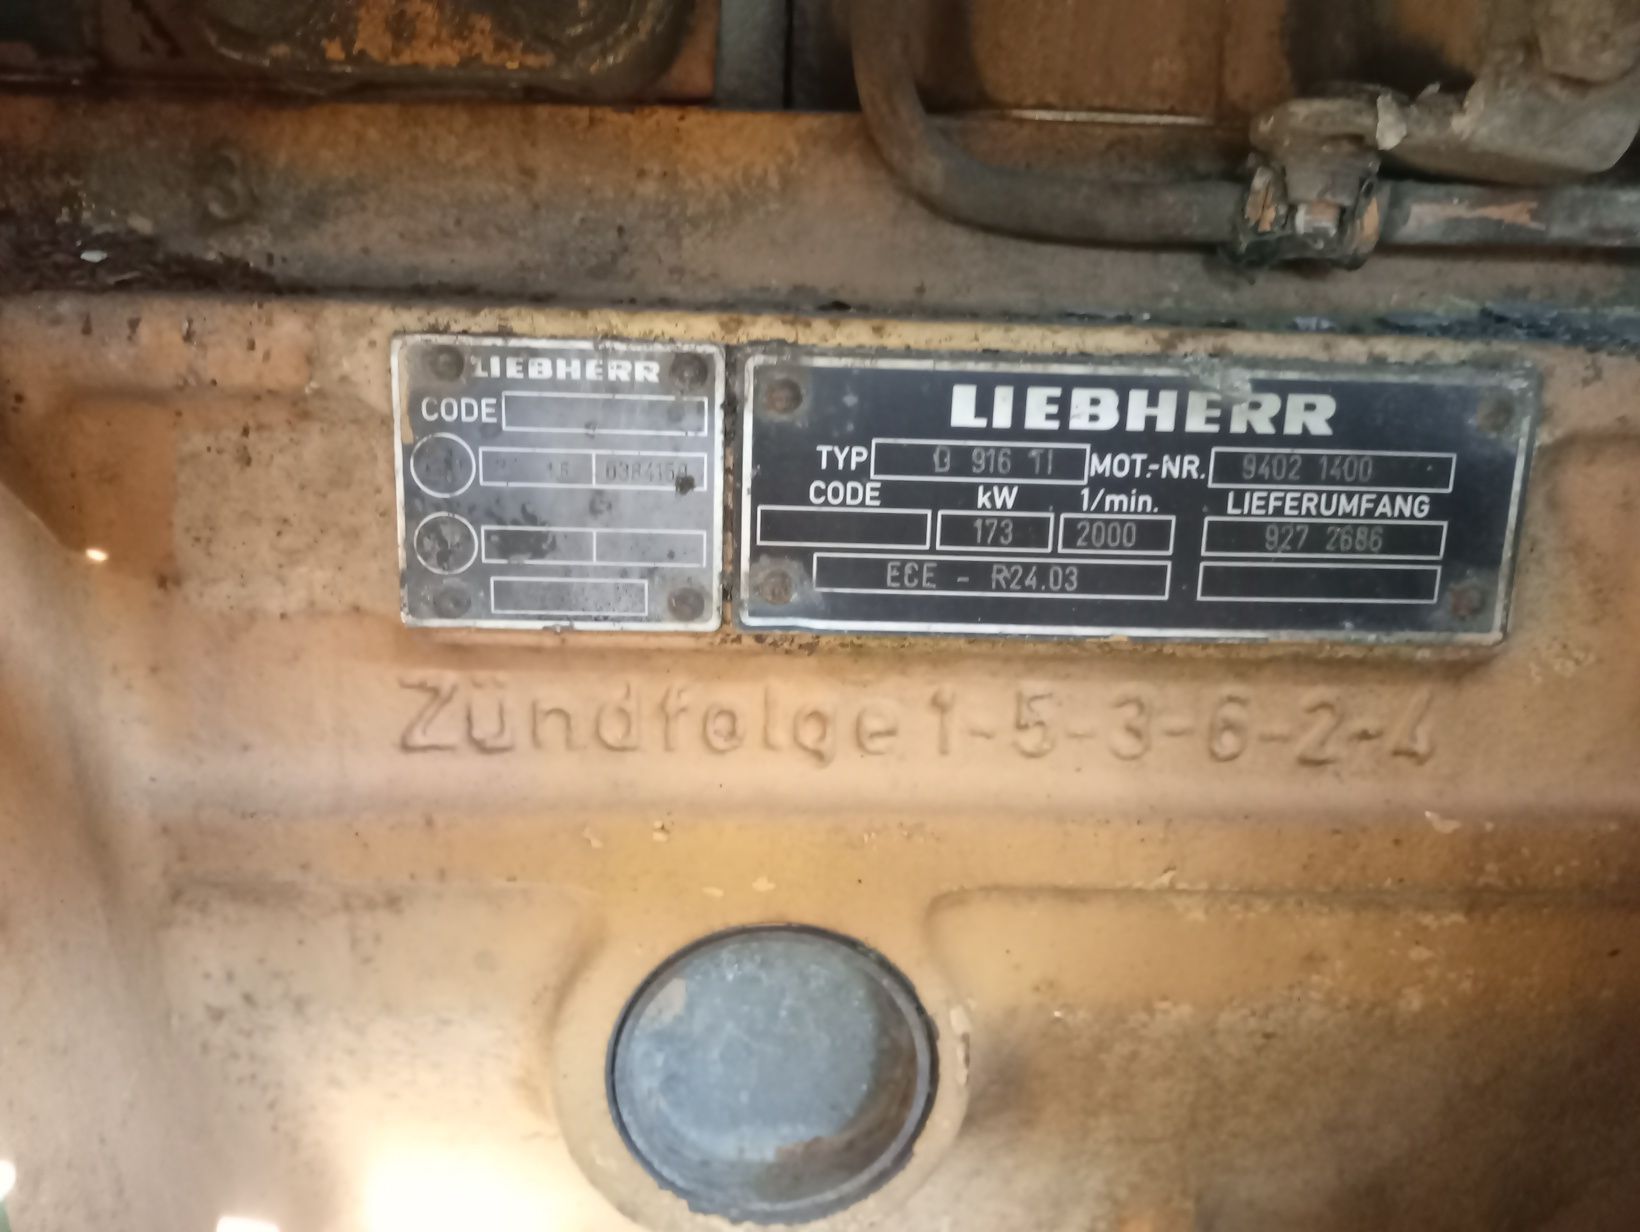 LIEBHERR
CODE
0384150
LIEBHERR
TYP D 916 TI MOT.-NR. 9402 1400
CODE kW 1/min. LIEFERUMFANG
173 2000 927 2686
ECE - R24.03
Zündfolge 1-5-3-6-2-4